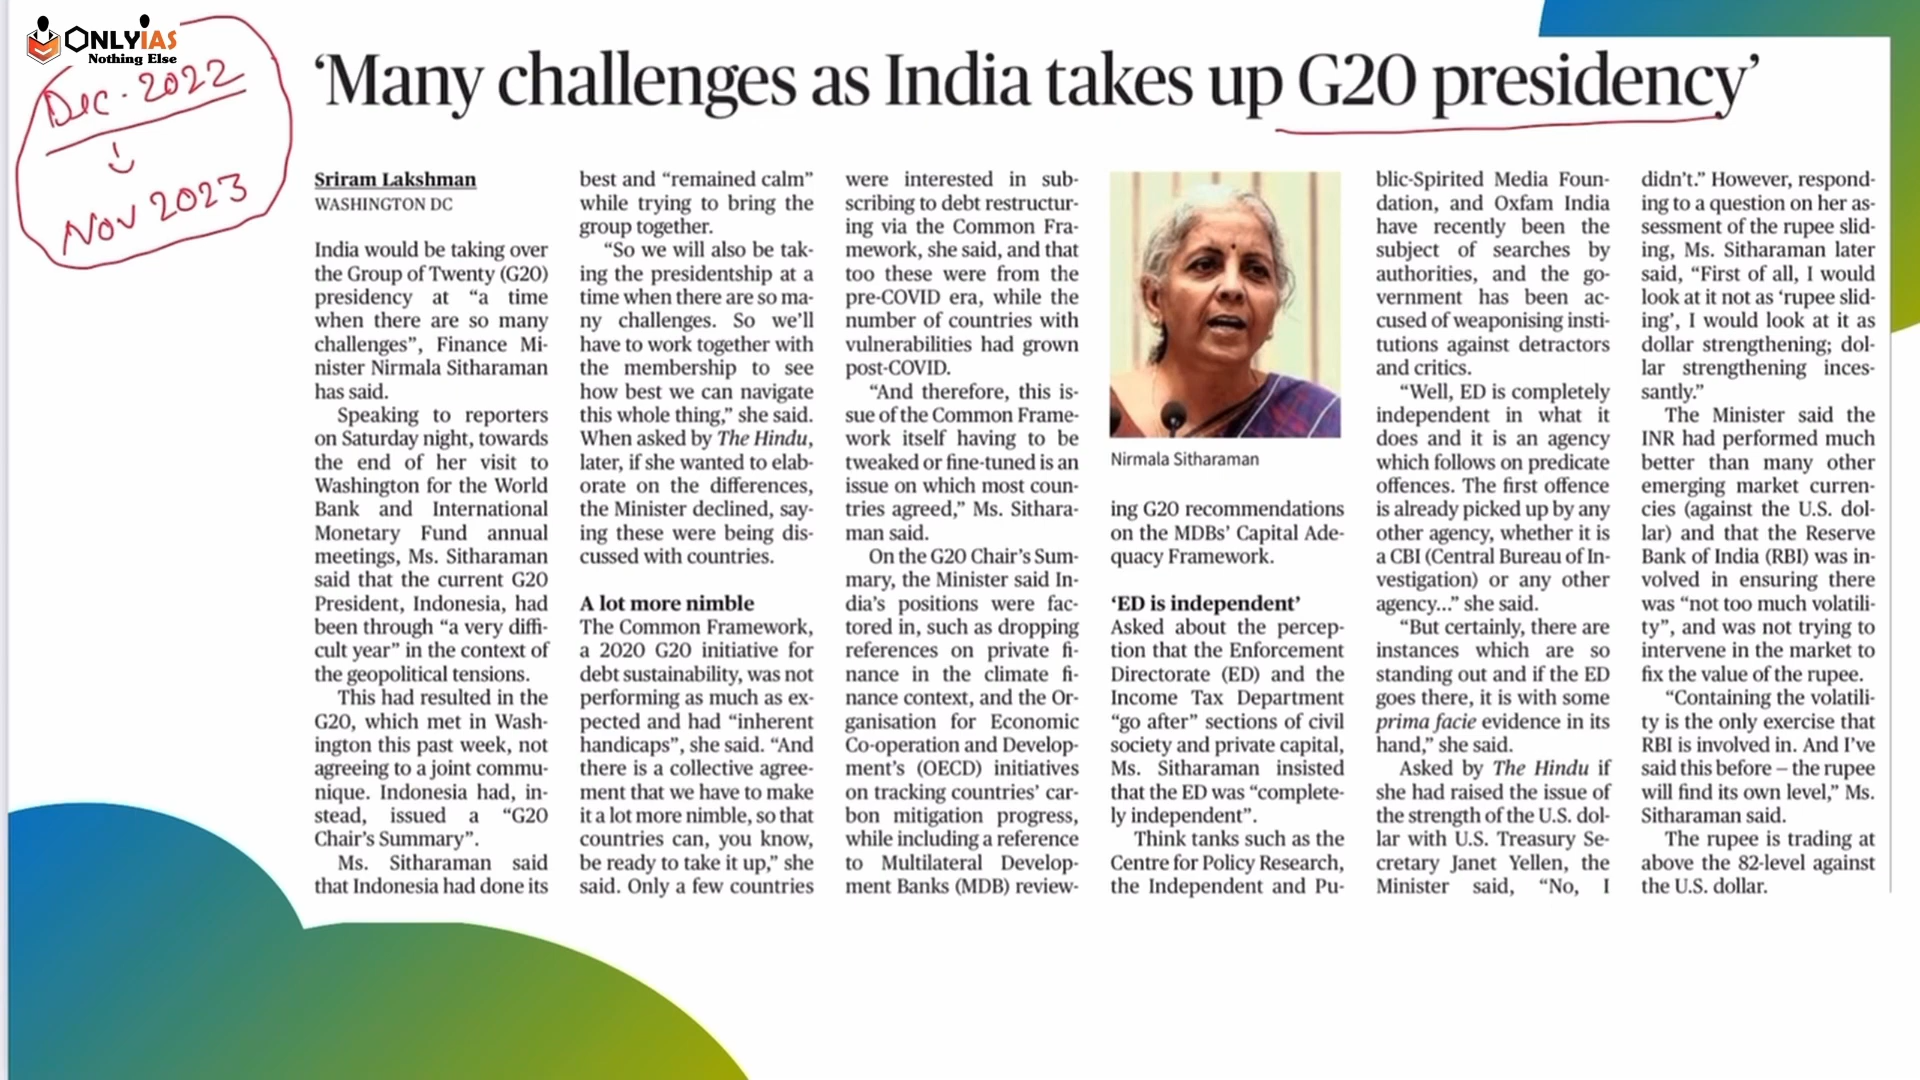 ONLYIAS
Nothing Else
Dec. 2022
Nov 2023
‘Many challenges as India takes up G20 presidency’
Sriram Lakshman
WASHINGTON DC
India would be taking over
the Group of Twenty (G20)
presidency at “a time
when there are so many
challenges”, Finance Mi-
nister Nirmala Sitharaman
has said.
Speaking to reporters
on Saturday night, towards
the end of her visit to
Washington for the World
Bank and International
Monetary Fund annual
meetings, Ms. Sitharaman
said that the current G20
President, Indonesia, had
been through “a very diffi-
cult year” in the context of
the geopolitical tensions.
This had resulted in the
G20, which met in Wash-
ington this past week, not
agreeing to a joint commu-
nique. Indonesia had, in-
stead, issued a “G20
Chair’s Summary”.
Ms. Sitharaman said
that Indonesia had done its
best and “remained calm”
while trying to bring the
group together.
“So we will also be tak-
ing the presidentship at a
time when there are so ma-
ny challenges. So we’ll
have to work together with
the membership to see
how best we can navigate
this whole thing,” she said.
When asked by The Hindu,
later, if she wanted to elab-
orate on the differences,
the Minister declined, say-
ing these were being dis-
cussed with countries.
A lot more nimble
The Common Framework,
a 2020 G20 initiative for
debt sustainability, was not
performing as much as ex-
pected and had “inherent
handicaps”, she said. “And
there is a collective agree-
ment that we have to make
it a lot more nimble, so that
countries can, you know,
be ready to take it up,” she
said. Only a few countries
were interested in sub-
scribing to debt restructur-
ing via the Common Fra-
mework, she said, and that
too these were from the
pre-COVID era, while the
number of countries with
vulnerabilities had grown
post-COVID.
“And therefore, this is-
sue of the Common Frame-
work itself having to be
tweaked or fine-tuned is an
issue on which most coun-
tries agreed,” Ms. Sithara-
man said.
On the G20 Chair’s Sum-
mary, the Minister said In-
dia’s positions were fac-
tored in, such as dropping
references on private fi-
nance in the climate fi-
nance context, and the Or-
ganisation for Economic
Co-operation and Develop-
ment’s (OECD) initiatives
on tracking countries’ car-
bon mitigation progress,
while including a reference
to Multilateral Develop-
ment Banks (MDB) review-
Nirmala Sitharaman
ing G20 recommendations
on the MDBs’ Capital Ade-
quacy Framework.
‘ED is independent’
Asked about the percep-
tion that the Enforcement
Directorate (ED) and the
Income Tax Department
“go after” sections of civil
society and private capital,
Ms. Sitharaman insisted
that the ED was “complete-
ly independent”.
Think tanks such as the
Centre for Policy Research,
the Independent and Pu-
blic-Spirited Media Foun-
dation, and Oxfam India
have recently been the
subject of searches by
authorities, and the go-
vernment has been ac-
cused of weaponising insti-
tutions against detractors
and critics.
“Well, ED is completely
independent in what it
does and it is an agency
which follows on predicate
offences. The first offence
is already picked up by any
other agency, whether it is
a CBI (Central Bureau of In-
vestigation) or any other
agency...” she said.
“But certainly, there are
instances which are so
standing out and if the ED
goes there, it is with some
prima facie evidence in its
hand,” she said.
Asked by The Hindu if
she had raised the issue of
the strength of the U.S. dol-
lar with U.S. Treasury Se-
cretary Janet Yellen, the
Minister said, “No, I
didn’t.” However, respond-
ing to a question on her as-
sessment of the rupee slid-
ing, Ms. Sitharaman later
said, “First of all, I would
look at it not as ‘rupee slid-
ing’, I would look at it as
dollar strengthening; dol-
lar strengthening inces-
santly.”
The Minister said the
INR had performed much
better than many other
emerging market curren-
cies (against the U.S. dol-
lar) and that the Reserve
Bank of India (RBI) was in-
volved in ensuring there
was “not too much volatili-
ty”, and was not trying to
intervene in the market to
fix the value of the rupee.
“Containing the volatili-
ty is the only exercise that
RBI is involved in. And I’ve
said this before – the rupee
will find its own level,” Ms.
Sitharaman said.
The rupee is trading at
above the 82-level against
the U.S. dollar.